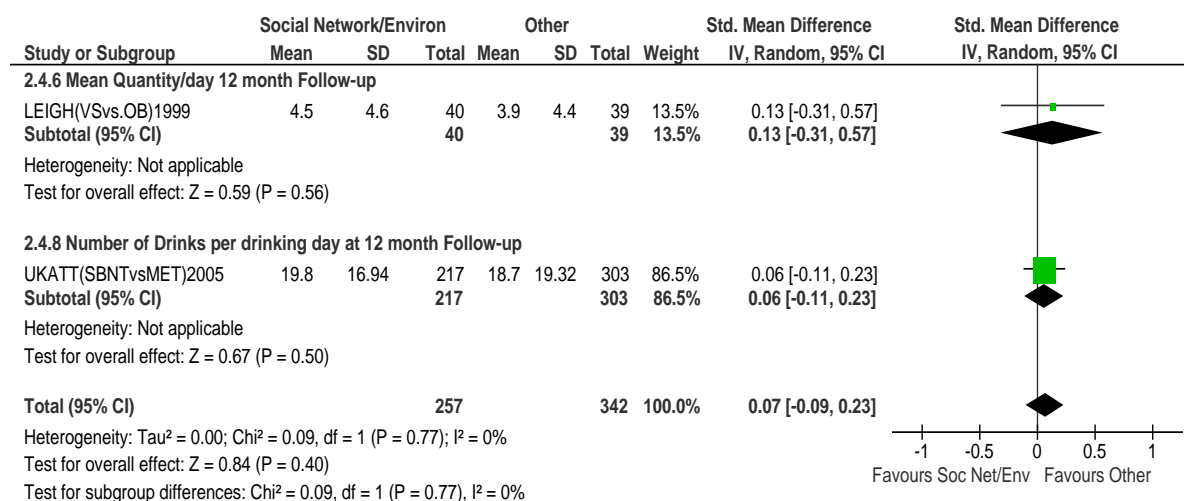 Social Network/Environ Other Std. Mean Difference Std. Mean Difference
Study or Subgroup Mean SD Total Mean SD Total Weight IV, Random, 95% CI IV, Random, 95% CI
2.4.6 Mean Quantity/day 12 month Follow-up
LEIGH(VSvs.OB)1999 4.5 4.6 40 3.9 4.4 39 13.5% 0.13 [-0.31, 0.57]
Subtotal (95% CI) 40 39 13.5% 0.13 [-0.31, 0.57]
Heterogeneity: Not applicable
Test for overall effect: Z = 0.59 (P = 0.56)
2.4.8 Number of Drinks per drinking day at 12 month Follow-up
UKATT(SBNTvsMET)2005 19.8 16.94 217 18.7 19.32 303 86.5% 0.06 [-0.11, 0.23]
Subtotal (95% CI) 217 303 86.5% 0.06 [-0.11, 0.23]
Heterogeneity: Not applicable
Test for overall effect: Z = 0.67 (P = 0.50)
Total (95% CI) 257 342 100.0% 0.07 [-0.09, 0.23]
Heterogeneity: Tau² = 0.00; Chi² = 0.09, df = 1 (P = 0.77); I² = 0%
Test for overall effect: Z = 0.84 (P = 0.40)
Test for subgroup differences: Chi² = 0.09, df = 1 (P = 0.77), I² = 0%
-1 -0.5 0 0.5 1
Favours Soc Net/Env Favours Other